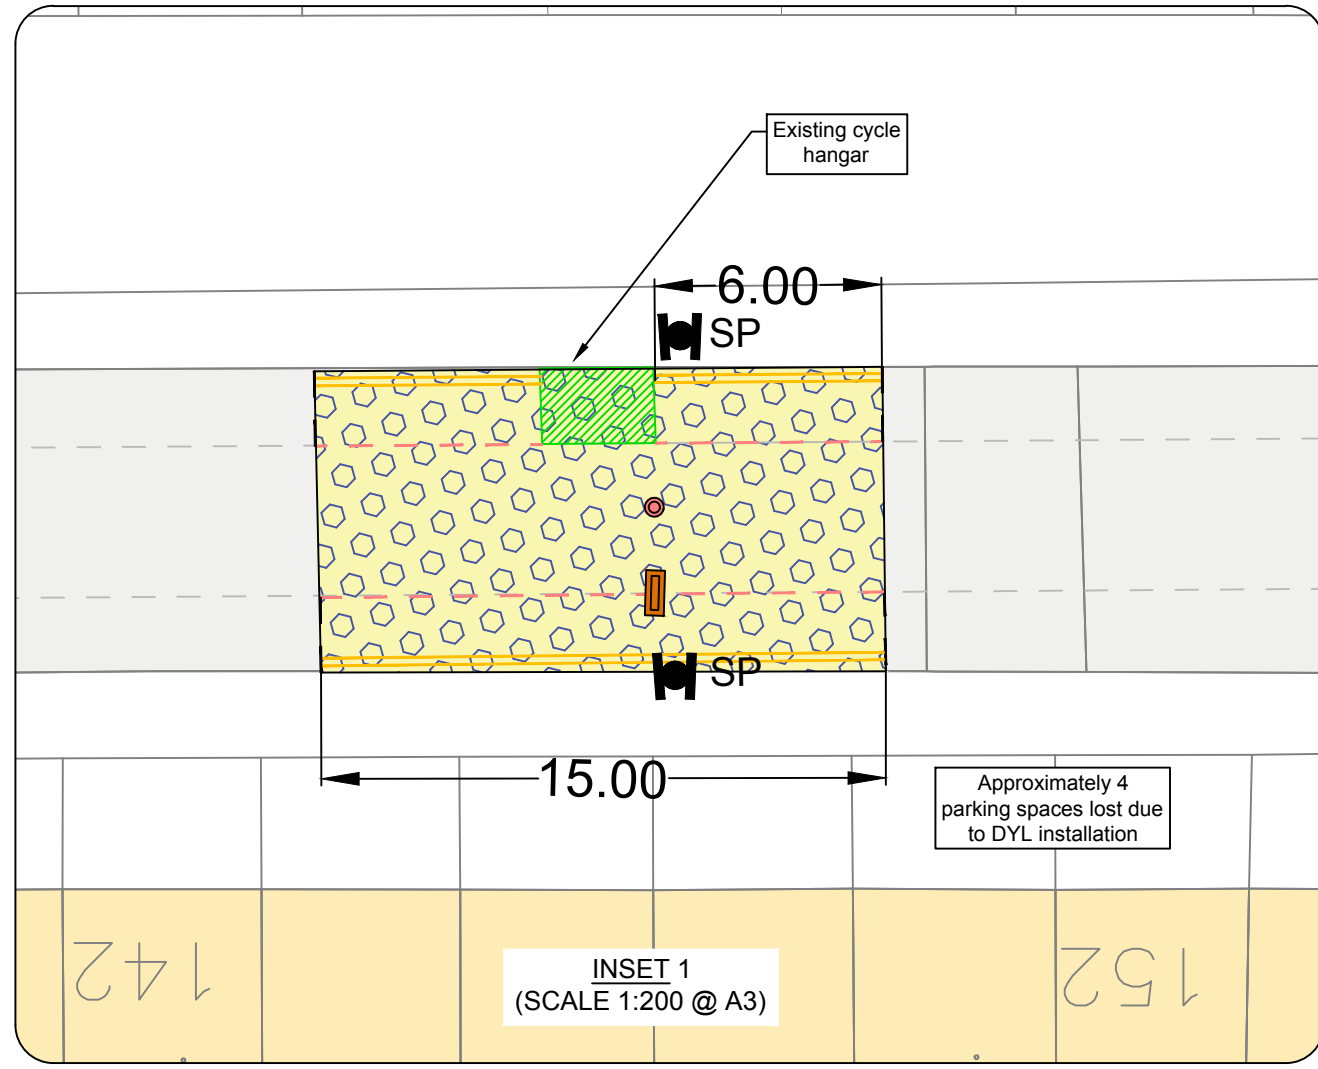 Existing cycle
hangar
6.00
SP
SP
15.00
Approximately 4
parking spaces lost due
to DYL installation
142
152
INSET 1
(SCALE 1:200 @ A3)